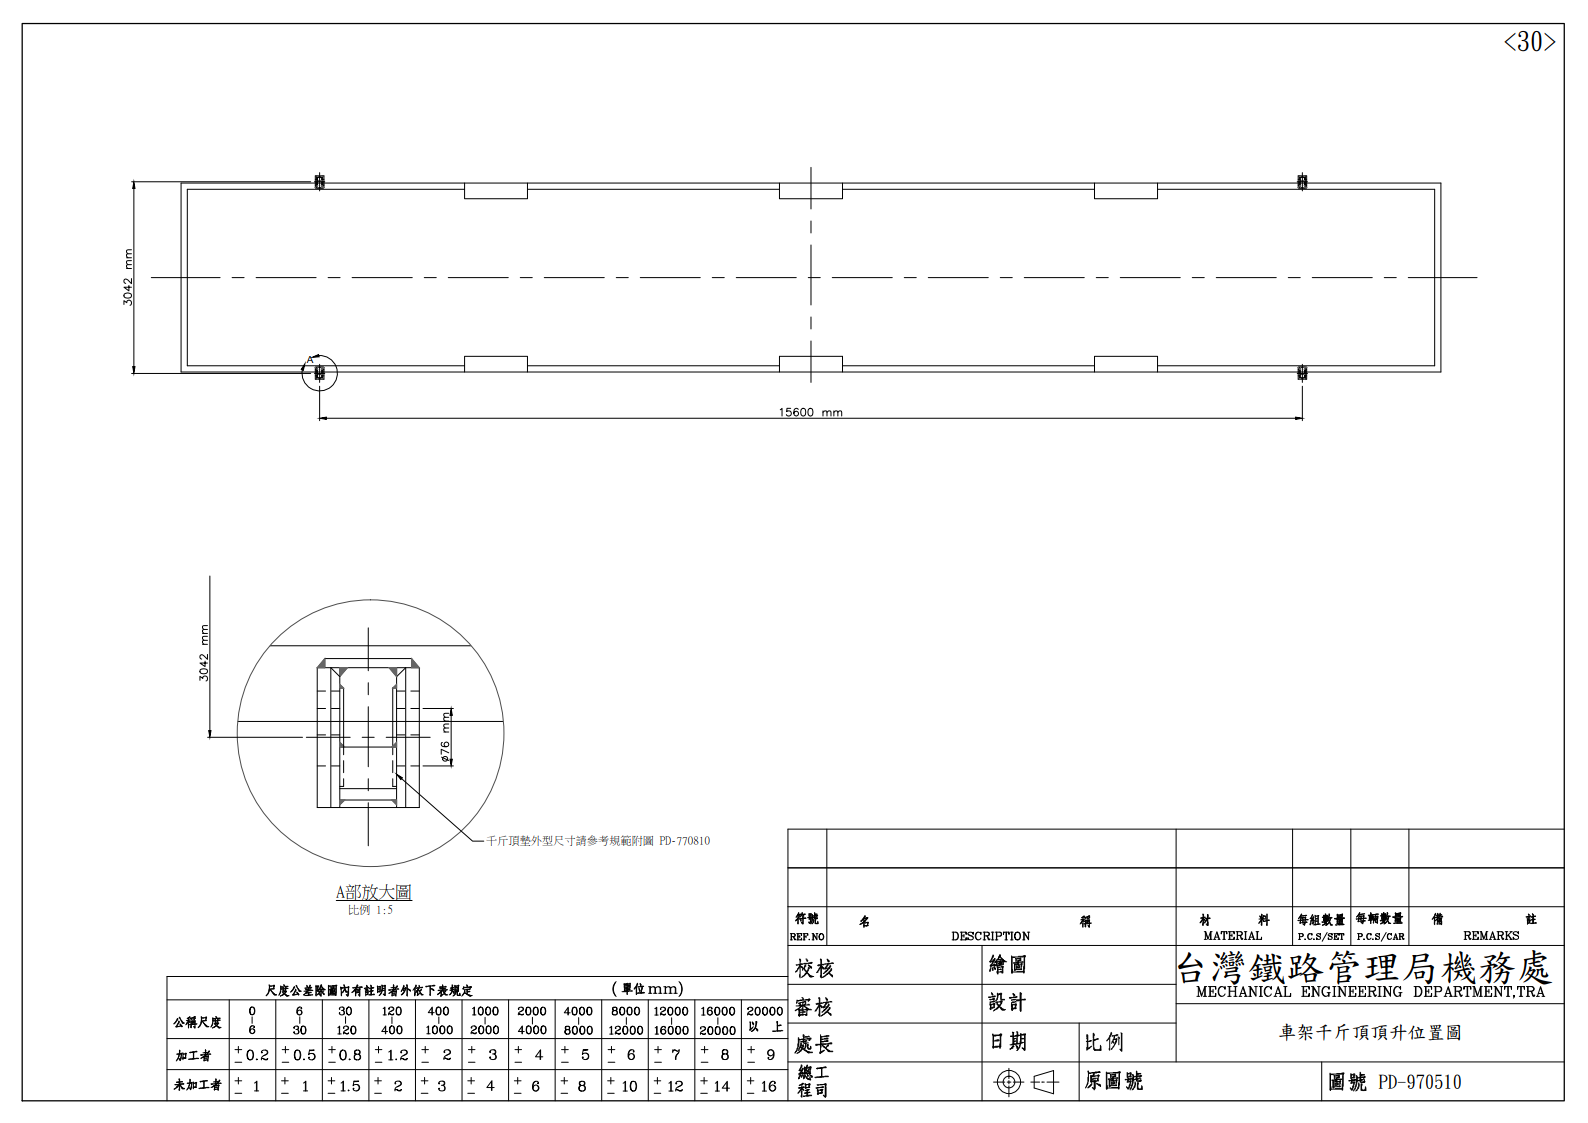 <30>
3042 mm
A
15600 mm
3042 mm
ø76 mm
千斤頂墊外型尺寸請參考規範附圖 PD-770810
A部放大圖
比例 1:5
符號 名 稱 材 料 每組數量 每輛數量 備 註
REF.NO DESCRIPTION MATERIAL P.C.S/SET P.C.S/CAR REMARKS
校核 繪圖
審核 設計
處長 日期 比例
總工程司 原圖號
台灣鐵路管理局機務處
MECHANICAL ENGINEERING DEPARTMENT,TRA
車架千斤頂頂升位置圖
圖號 PD-970510
尺度公差除圖內有註明者外依下表規定 (單位mm)
公稱尺度 0|6 6|30 30|120 120|400 400|1000 1000|2000 2000|4000 4000|8000 8000|12000 12000|16000 16000|20000 20000以上
加工者 ±0.2 ±0.5 ±0.8 ±1.2 ±2 ±3 ±4 ±5 ±6 ±7 ±8 ±9
未加工者 ±1 ±1 ±1.5 ±2 ±3 ±4 ±6 ±8 ±10 ±12 ±14 ±16